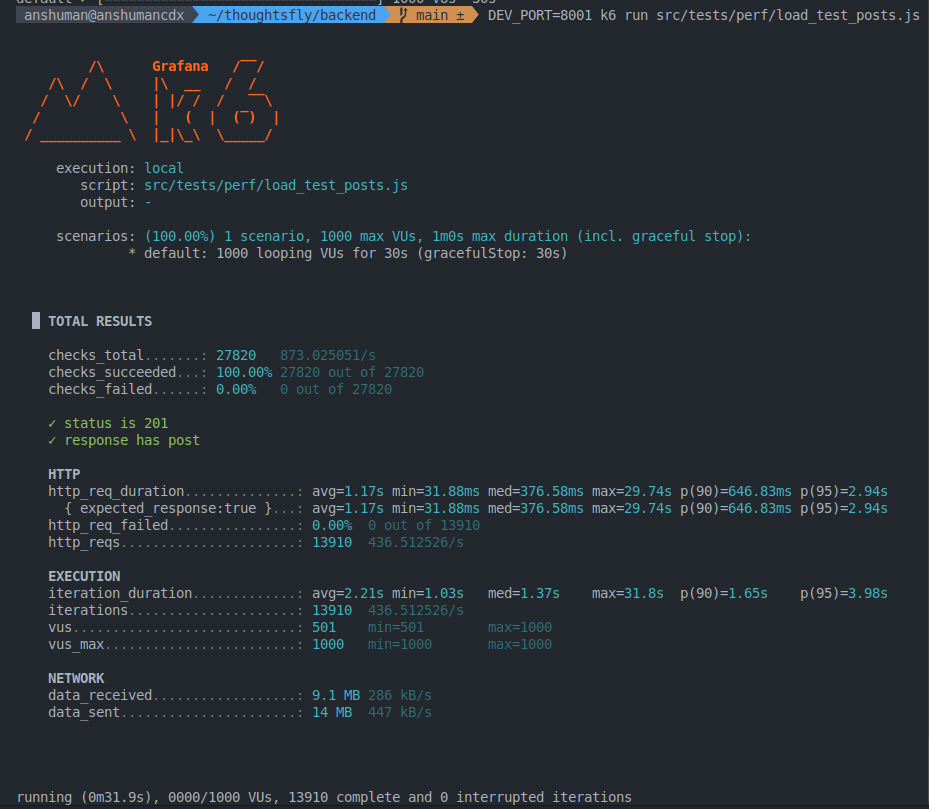 default ✓ [======================================] 1000 VUs 30s
anshuman@anshumancdx ~/thoughtsfly/backend main ± DEV_PORT=8001 k6 run src/tests/perf/load_test_posts.js
Grafana
execution: local
script: src/tests/perf/load_test_posts.js
output: -
scenarios: (100.00%) 1 scenario, 1000 max VUs, 1m0s max duration (incl. graceful stop):
* default: 1000 looping VUs for 30s (gracefulStop: 30s)
TOTAL RESULTS
checks_total.......: 27820 873.025051/s
checks_succeeded...: 100.00% 27820 out of 27820
checks_failed......: 0.00% 0 out of 27820
✓ status is 201
✓ response has post
HTTP
http_req_duration..............: avg=1.17s min=31.88ms med=376.58ms max=29.74s p(90)=646.83ms p(95)=2.94s
{ expected_response:true }...: avg=1.17s min=31.88ms med=376.58ms max=29.74s p(90)=646.83ms p(95)=2.94s
http_req_failed................: 0.00% 0 out of 13910
http_reqs......................: 13910 436.512526/s
EXECUTION
iteration_duration.............: avg=2.21s min=1.03s med=1.37s max=31.8s p(90)=1.65s p(95)=3.98s
iterations.....................: 13910 436.512526/s
vus............................: 501 min=501 max=1000
vus_max........................: 1000 min=1000 max=1000
NETWORK
data_received..................: 9.1 MB 286 kB/s
data_sent......................: 14 MB 447 kB/s
running (0m31.9s), 0000/1000 VUs, 13910 complete and 0 interrupted iterations